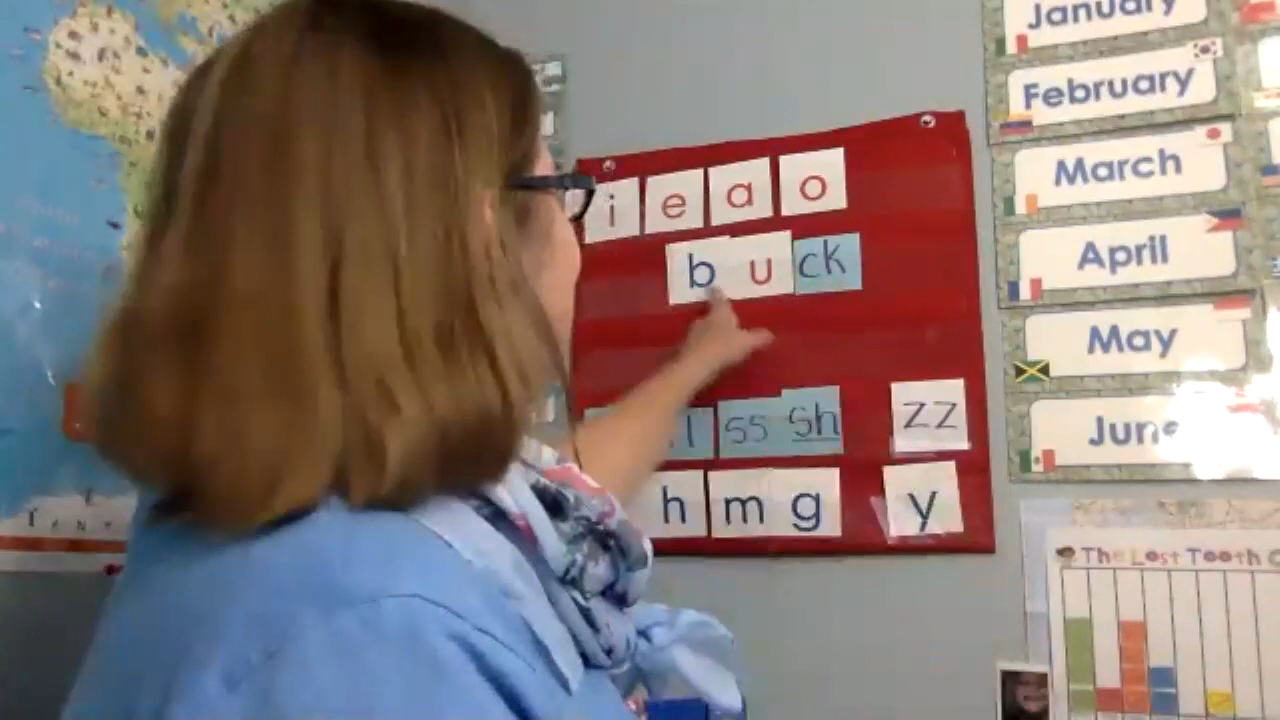 i e a o
b u ck
l ss sh zz
h m g y
January
February
March
April
May
June
The Lost Tooth